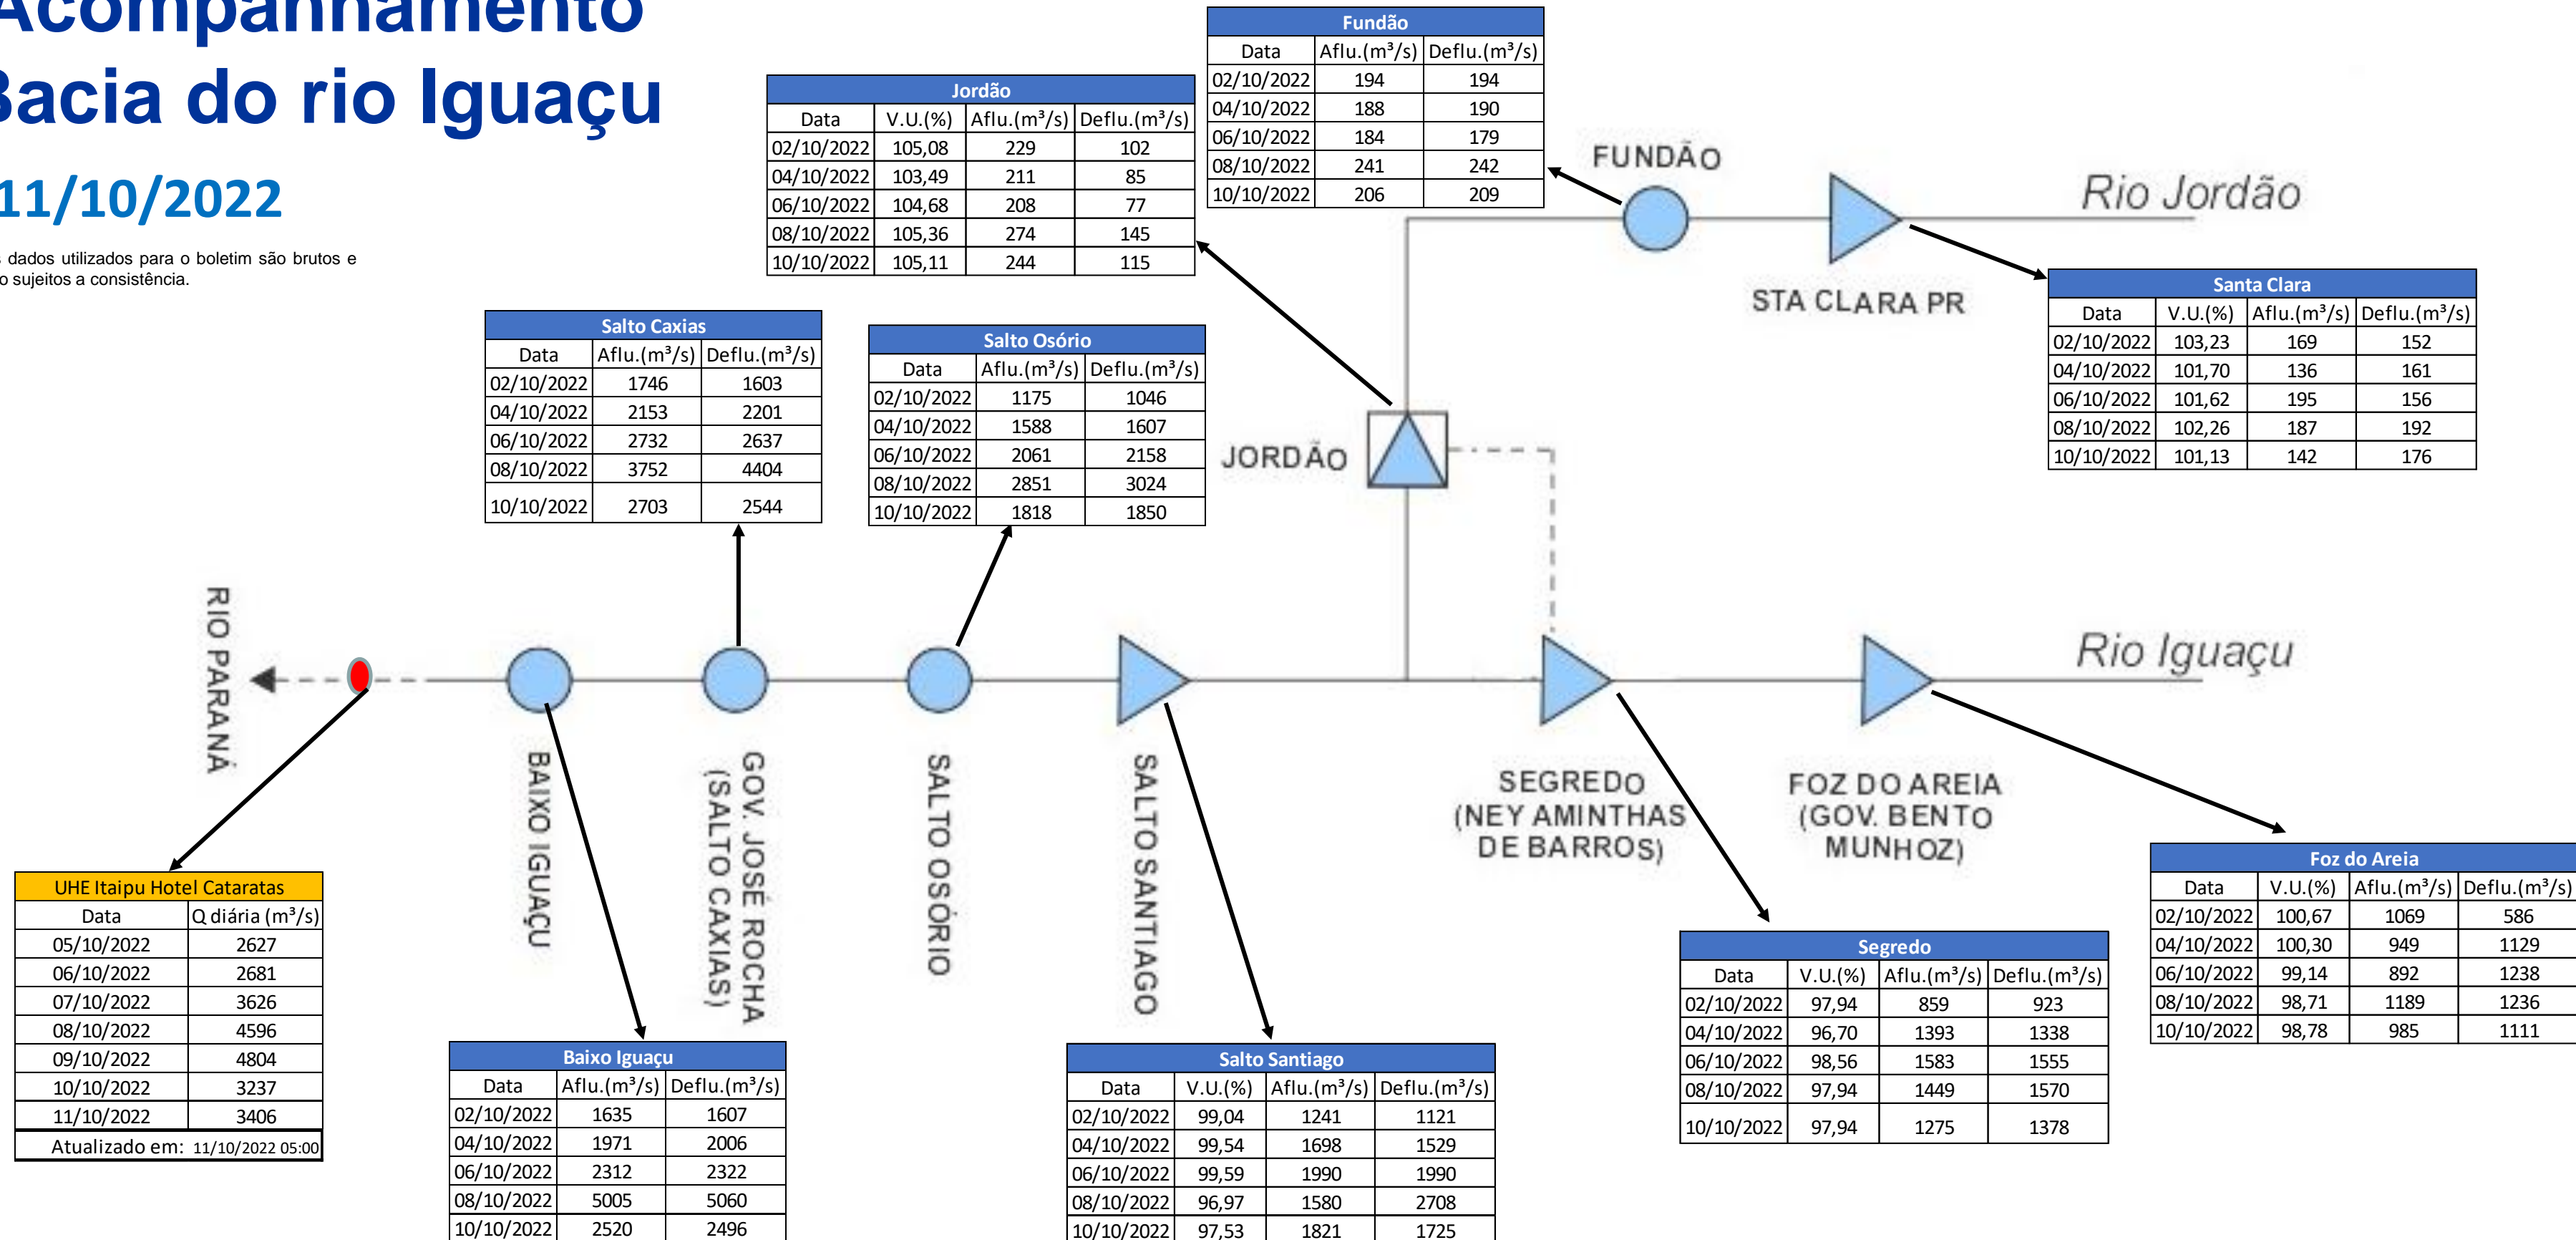 Acompanhamento
Bacia do rio Iguaçu
11/10/2022
dados utilizados para o boletim são brutos e
sujeitos a consistência.
Fundão
Data Aflu.(m³/s) Deflu.(m³/s)
02/10/2022 194 194
04/10/2022 188 190
06/10/2022 184 179
08/10/2022 241 242
10/10/2022 206 209
Jordão
Data V.U.(%) Aflu.(m³/s) Deflu.(m³/s)
02/10/2022 105,08 229 102
04/10/2022 103,49 211 85
06/10/2022 104,68 208 77
08/10/2022 105,36 274 145
10/10/2022 105,11 244 115
FUNDÃO
Rio Jordão
STA CLARA PR
Santa Clara
Data V.U.(%) Aflu.(m³/s) Deflu.(m³/s)
02/10/2022 103,23 169 152
04/10/2022 101,70 136 161
06/10/2022 101,62 195 156
08/10/2022 102,26 187 192
10/10/2022 101,13 142 176
Salto Caxias
Data Aflu.(m³/s) Deflu.(m³/s)
02/10/2022 1746 1603
04/10/2022 2153 2201
06/10/2022 2732 2637
08/10/2022 3752 4404
10/10/2022 2703 2544
Salto Osório
Data Aflu.(m³/s) Deflu.(m³/s)
02/10/2022 1175 1046
04/10/2022 1588 1607
06/10/2022 2061 2158
08/10/2022 2851 3024
10/10/2022 1818 1850
JORDÃO
RIO PARANÁ
Rio Iguaçu
BAIXO IGUAÇU
GOV. JOSÉ ROCHA
(SALTO CAXIAS)
SALTO OSÓRIO
SALTO SANTIAGO
SEGREDO
(NEY AMINTHAS
DE BARROS)
FOZ DO AREIA
(GOV. BENTO
MUNHOZ)
UHE Itaipu Hotel Cataratas
Data Q diária (m³/s)
05/10/2022 2627
06/10/2022 2681
07/10/2022 3626
08/10/2022 4596
09/10/2022 4804
10/10/2022 3237
11/10/2022 3406
Atualizado em: 11/10/2022 05:00
Baixo Iguaçu
Data Aflu.(m³/s) Deflu.(m³/s)
02/10/2022 1635 1607
04/10/2022 1971 2006
06/10/2022 2312 2322
08/10/2022 5005 5060
10/10/2022 2520 2496
Salto Santiago
Data V.U.(%) Aflu.(m³/s) Deflu.(m³/s)
02/10/2022 99,04 1241 1121
04/10/2022 99,54 1698 1529
06/10/2022 99,59 1990 1990
08/10/2022 96,97 1580 2708
10/10/2022 97,53 1821 1725
Segredo
Data V.U.(%) Aflu.(m³/s) Deflu.(m³/s)
02/10/2022 97,94 859 923
04/10/2022 96,70 1393 1338
06/10/2022 98,56 1583 1555
08/10/2022 97,94 1449 1570
10/10/2022 97,94 1275 1378
Foz do Areia
Data V.U.(%) Aflu.(m³/s) Deflu.(m³/s)
02/10/2022 100,67 1069 586
04/10/2022 100,30 949 1129
06/10/2022 99,14 892 1238
08/10/2022 98,71 1189 1236
10/10/2022 98,78 985 1111